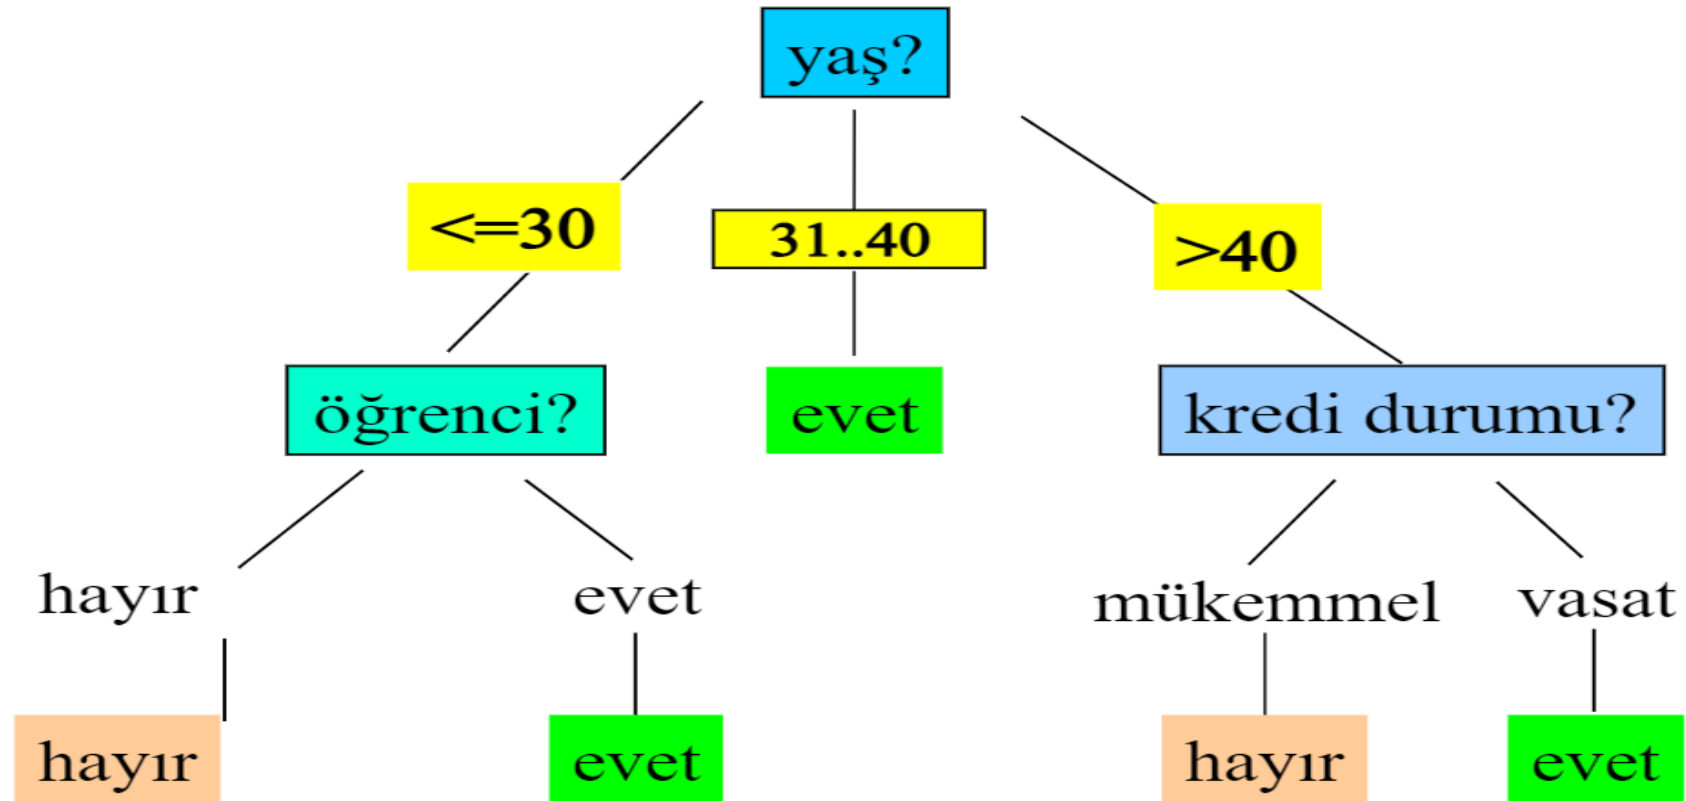 yaş?
<=30
31..40
>40
öğrenci?
evet
kredi durumu?
hayır
evet
mükemmel
vasat
hayır
evet
hayır
evet